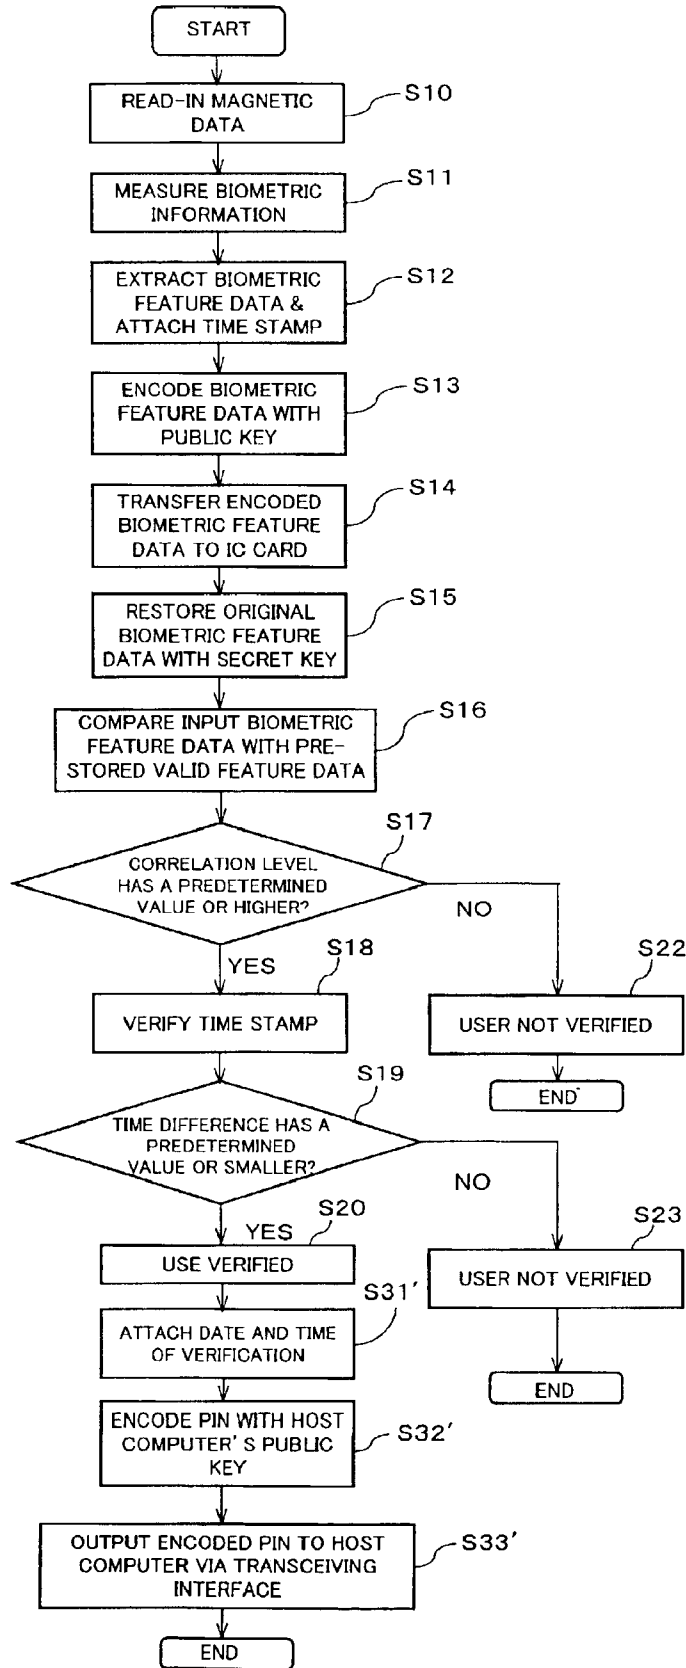 START
READ-IN MAGNETIC
DATA
S10
MEASURE BIOMETRIC
INFORMATION
S11
EXTRACT BIOMETRIC
FEATURE DATA &
ATTACH TIME STAMP
S12
ENCODE BIOMETRIC
FEATURE DATA WITH
PUBLIC KEY
S13
TRANSFER ENCODED
BIOMETRIC FEATURE
DATA TO IC CARD
S14
RESTORE ORIGINAL
BIOMETRIC FEATURE
DATA WITH SECRET KEY
S15
COMPARE INPUT BIOMETRIC
FEATURE DATA WITH PRE-
STORED VALID FEATURE DATA
S16
CORRELATION LEVEL
HAS A PREDETERMINED
VALUE OR HIGHER?
S17
NO
YES
S18
VERIFY TIME STAMP
S22
USER NOT VERIFIED
END
S19
TIME DIFFERENCE HAS A
PREDETERMINED
VALUE OR SMALLER?
NO
YES
S20
USE VERIFIED
S23
USER NOT VERIFIED
END
S31'
ATTACH DATE AND TIME
OF VERIFICATION
ENCODE PIN WITH HOST
COMPUTER'S PUBLIC
KEY
S32'
OUTPUT ENCODED PIN TO HOST
COMPUTER VIA TRANSCEIVING
INTERFACE
S33'
END